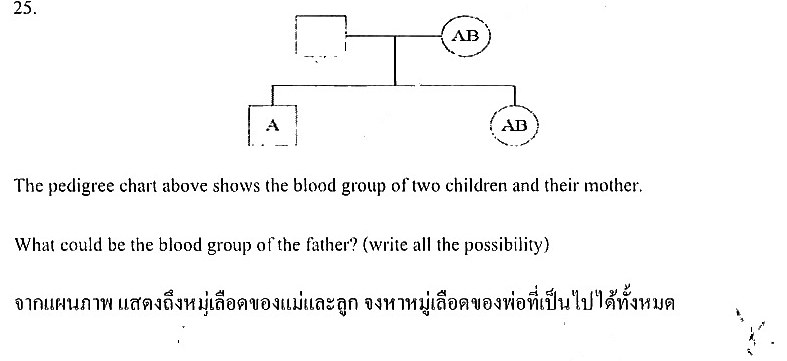 25.
AB
A
AB
The pedigree chart above shows the blood group of two children and their mother.
What could be the blood group of the father? (write all the possibility)
จากแผนภาพ แสดงถึงหมู่เลือดของแม่และลูก จงหาหมู่เลือดของพ่อที่เป็นไปได้ทั้งหมด